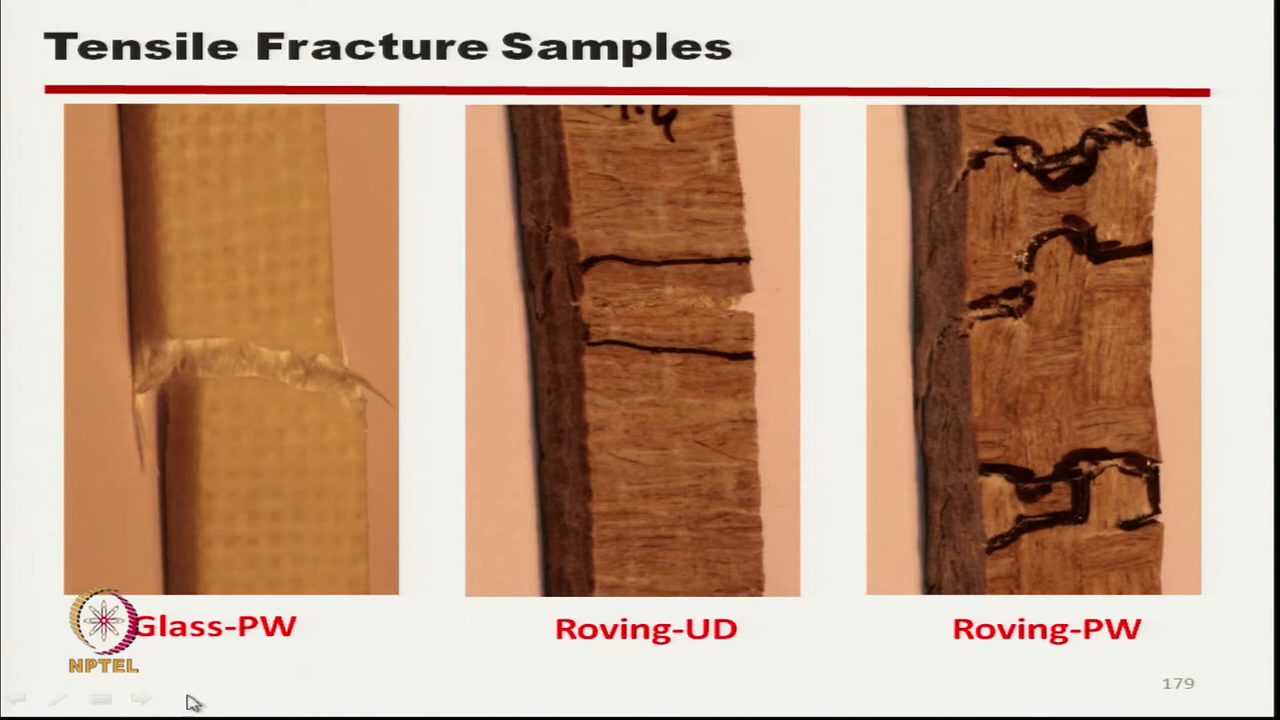 Tensile Fracture Samples
Glass-PW
Roving-UD
Roving-PW
NPTEL
179